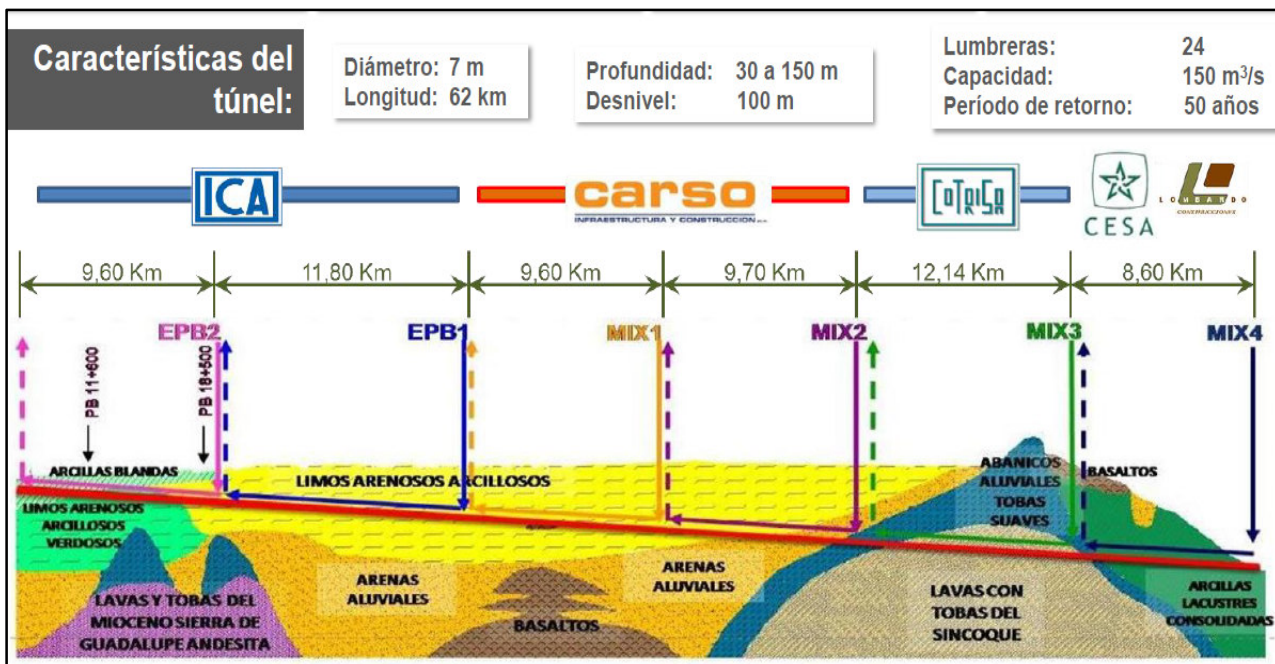 Características del
túnel:
Diámetro: 7 m
Longitud: 62 km
Profundidad: 30 a 150 m
Desnivel: 100 m
Lumbreras: 24
Capacidad: 150 m³/s
Período de retorno: 50 años
ICA
carso
INFRAESTRUCTURA Y CONSTRUCCIÓN
COTRISA
CESA
LOMBARDO
CONSTRUCCIONES
9,60 Km
11,80 Km
9,60 Km
9,70 Km
12,14 Km
8,60 Km
EPB2
EPB1
MIX1
MIX2
MIX3
MIX4
PB 11+600
PB 18+500
ARCILLAS BLANDAS
LIMOS ARENOSOS ARCILLOSOS
ABANICOS
ALUVIALES
TOBAS
SUAVES
BASALTOS
LIMOS ARENOSOS
ARCILLOSOS
VERDOSOS
LAVAS Y TOBAS DEL
MIOCENO SIERRA DE
GUADALUPE ANDESITA
ARENAS
ALUVIALES
BASALTOS
ARENAS
ALUVIALES
LAVAS CON
TOBAS DEL
SINCOQUE
ARCILLAS
LACUSTRES
CONSOLIDADAS